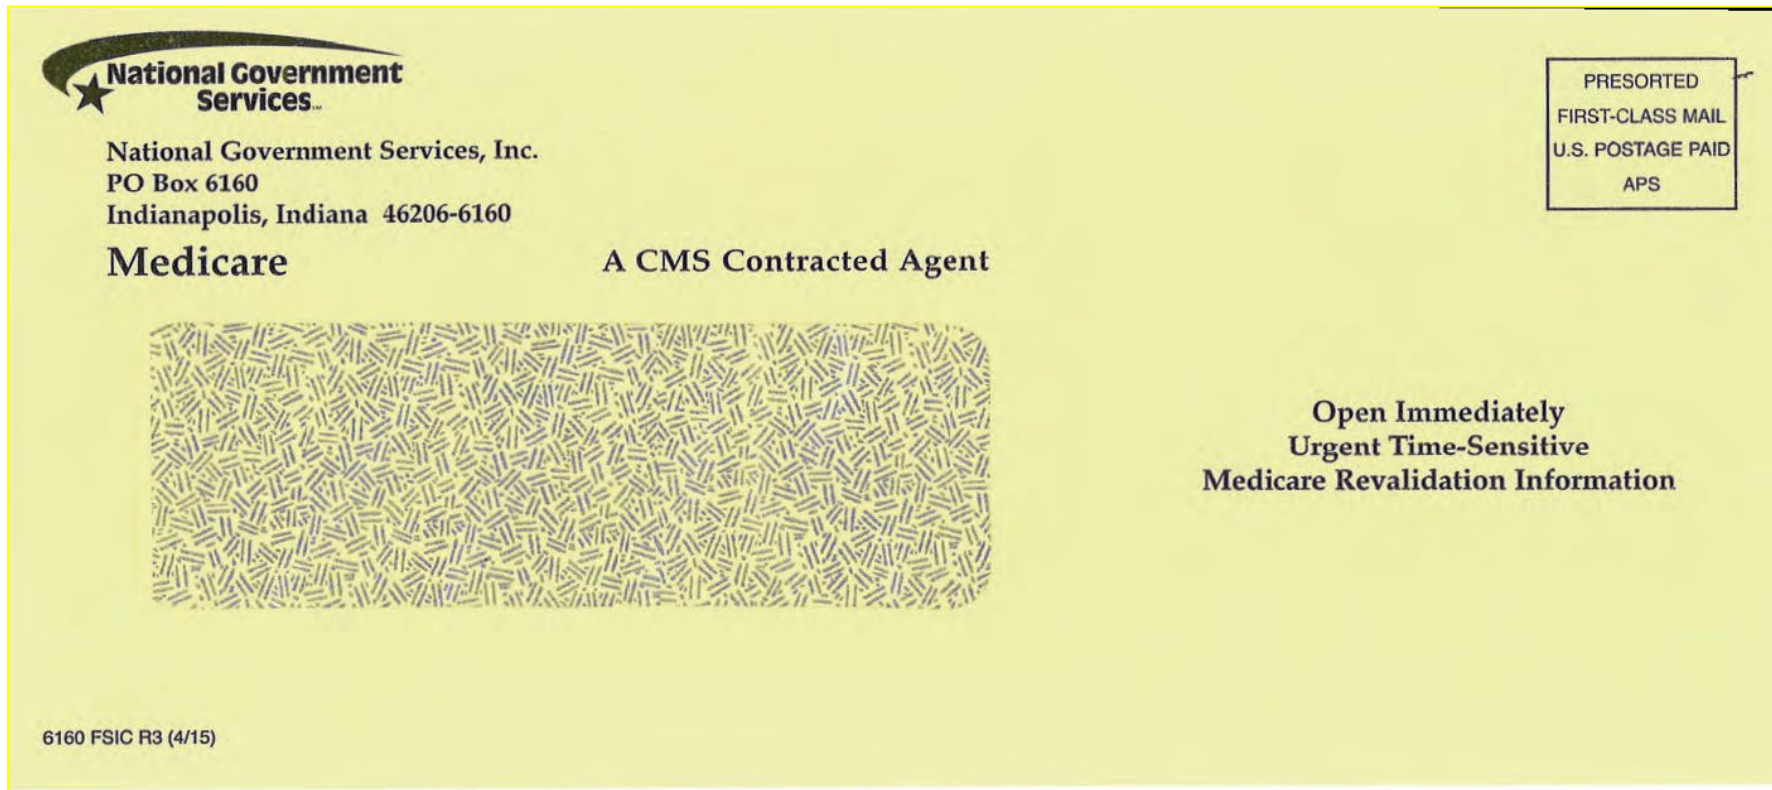 National Government
Services
National Government Services, Inc.
PO Box 6160
Indianapolis, Indiana 46206-6160
Medicare
A CMS Contracted Agent
PRESORTED
FIRST-CLASS MAIL
U.S. POSTAGE PAID
APS
Open Immediately
Urgent Time-Sensitive
Medicare Revalidation Information
6160 FSIC R3 (4/15)